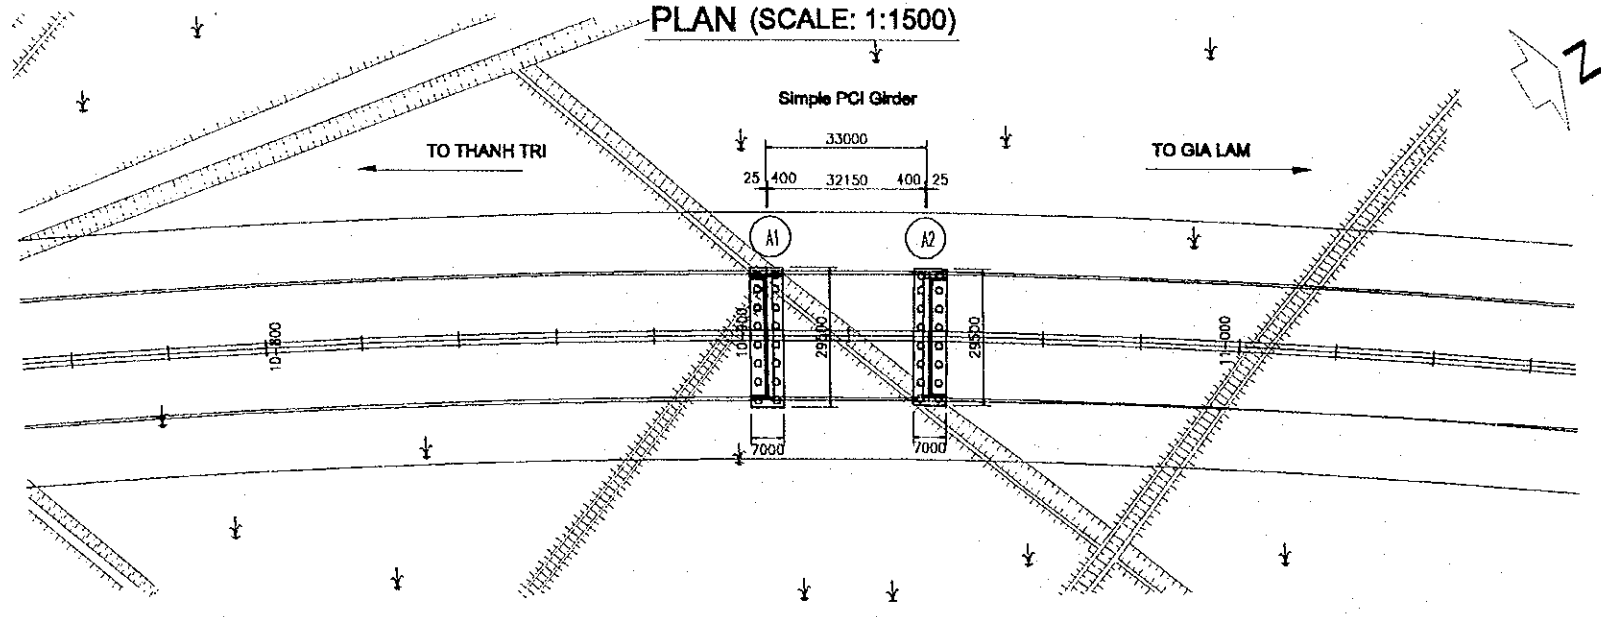 PLAN (SCALE: 1:1500)
Z
Simple PCI Girder
33000
TO THANH TRI
TO GIA LAM
25 400 32150 400 25
A1 A2
10+800
29500
29500
11+000
7000 7000